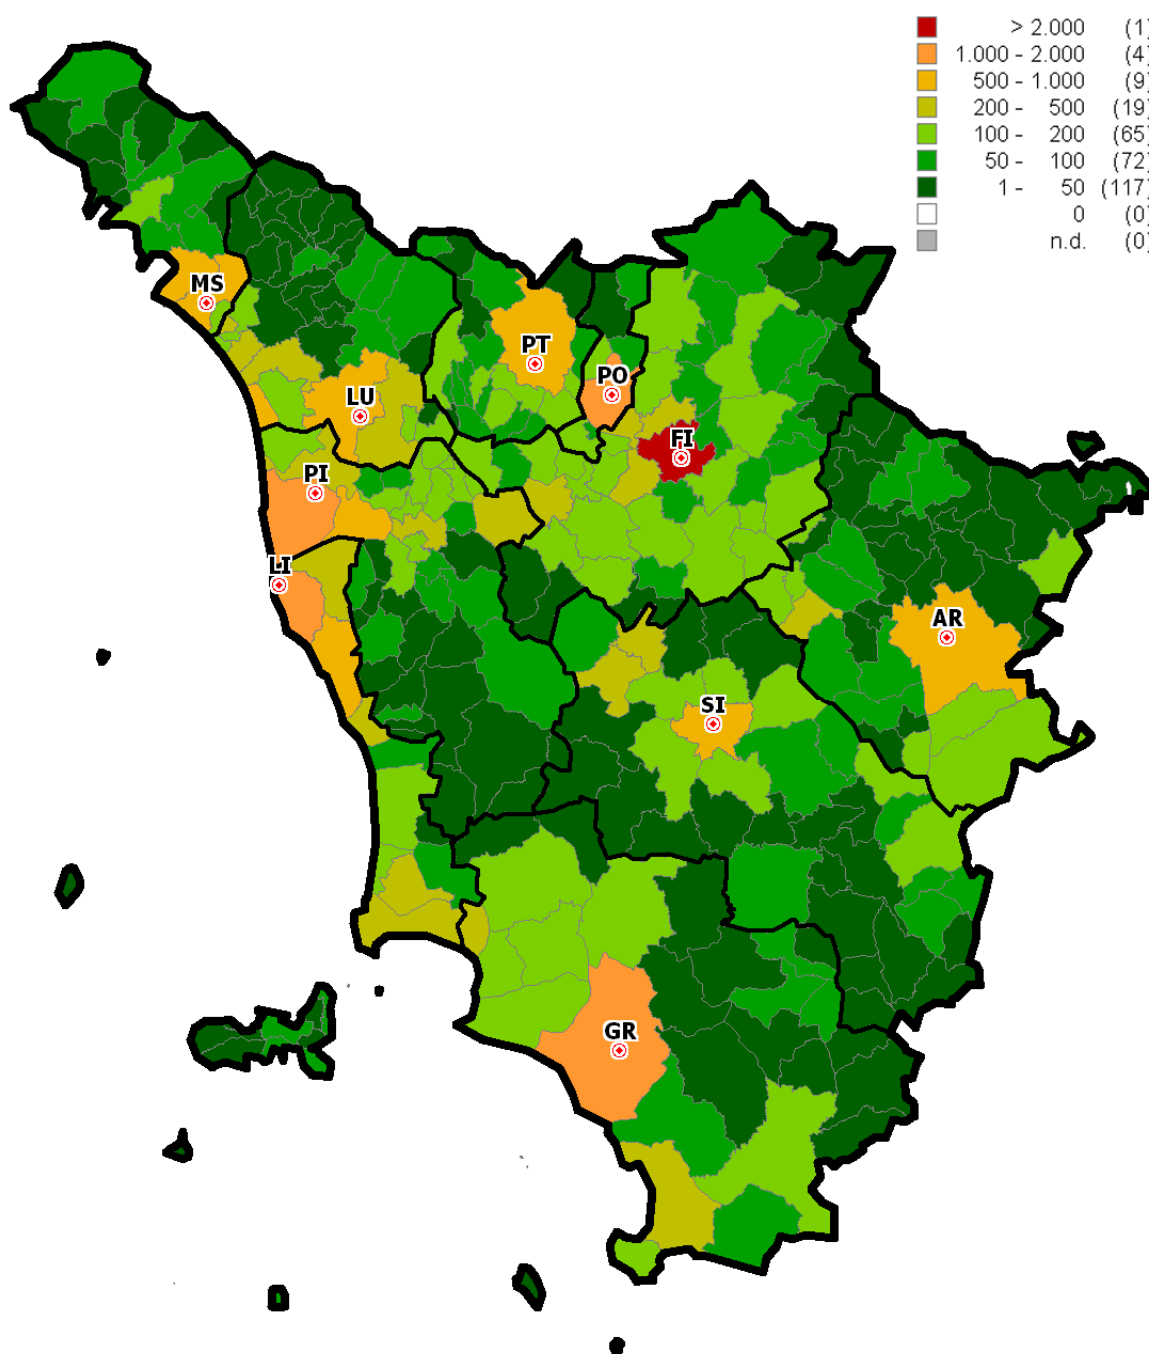 > 2.000 (1)
1.000 - 2.000 (4)
500 - 1.000 (9)
200 - 500 (19)
100 - 200 (65)
50 - 100 (72)
1 - 50 (117)
0 (0)
n.d. (0)
MS
PT
PO
LU
FI
PI
LI
AR
SI
GR